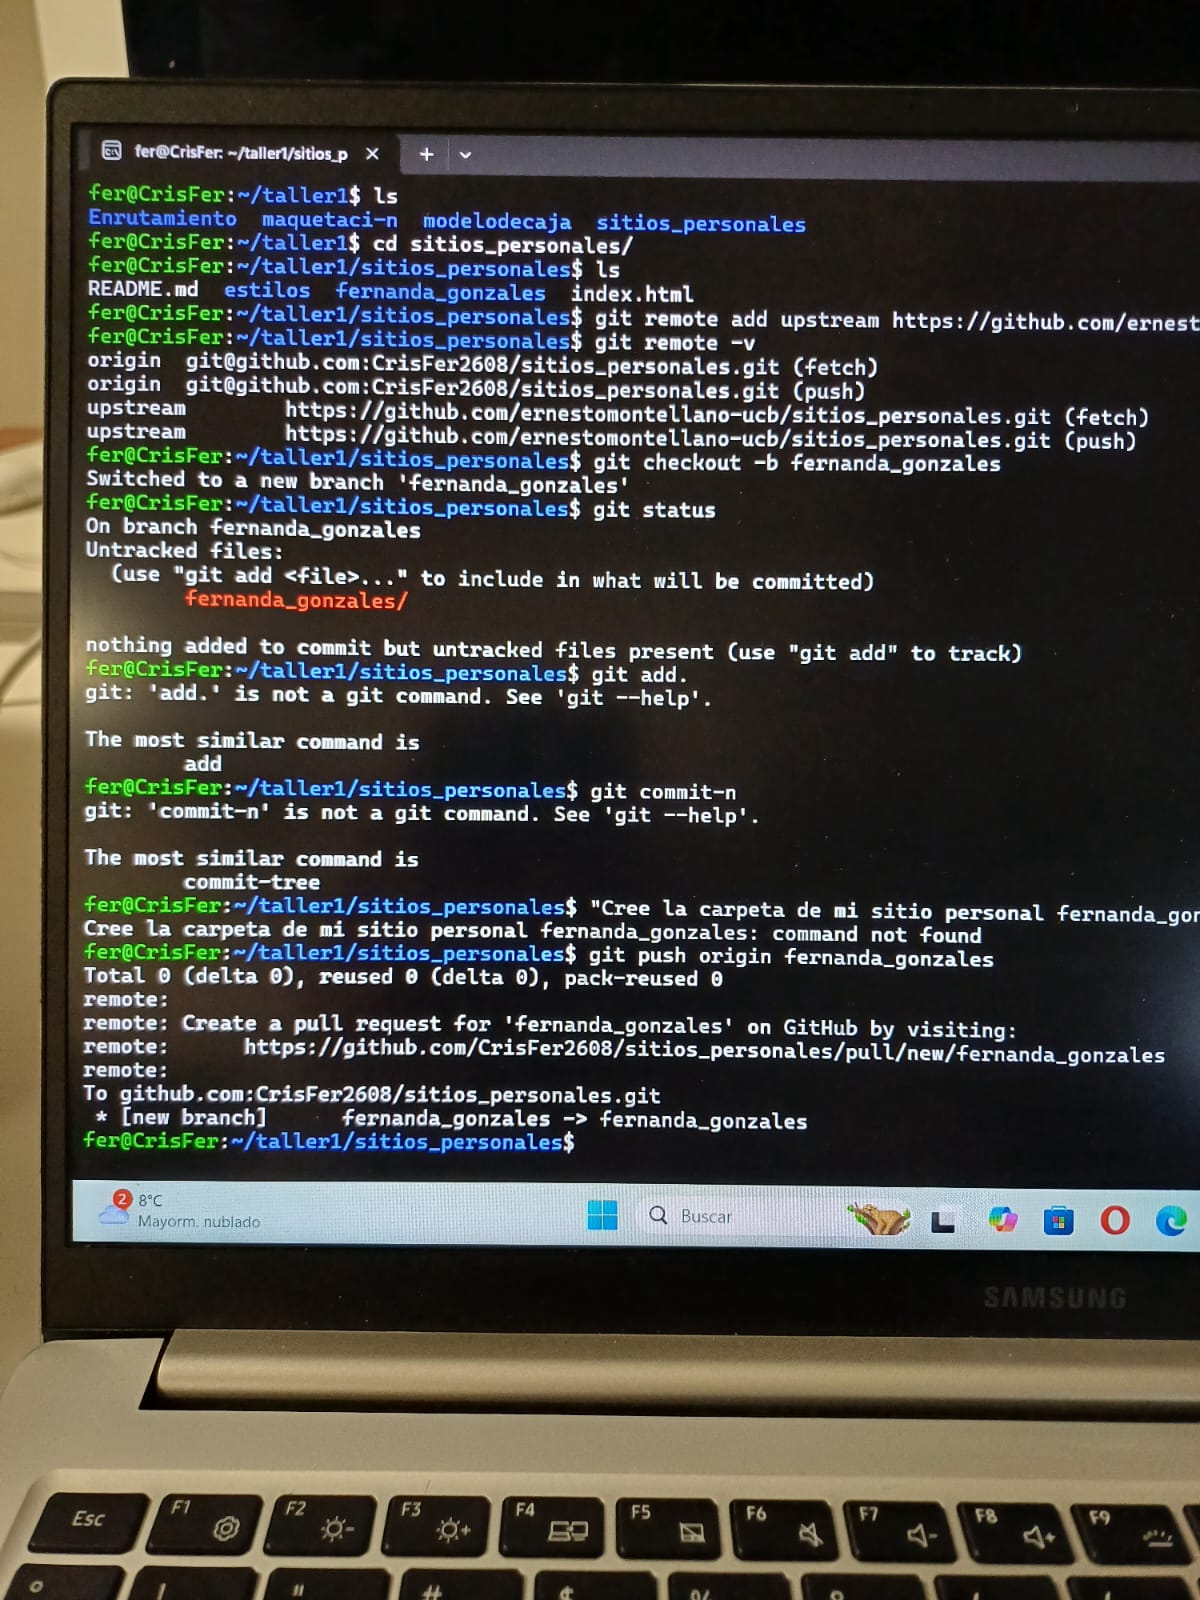 fer@CrisFer: ~/taller1/sitios_p
fer@CrisFer:~/taller1$ ls
Enrutamiento maquetaci-n modelodecaja sitios_personales
fer@CrisFer:~/taller1$ cd sitios_personales/
fer@CrisFer:~/taller1/sitios_personales$ ls
README.md estilos fernanda_gonzales index.html
fer@CrisFer:~/taller1/sitios_personales$ git remote add upstream https://github.com/ernest
fer@CrisFer:~/taller1/sitios_personales$ git remote -v
origin git@github.com:CrisFer2608/sitios_personales.git (fetch)
origin git@github.com:CrisFer2608/sitios_personales.git (push)
upstream https://github.com/ernestomontellano-ucb/sitios_personales.git (fetch)
upstream https://github.com/ernestomontellano-ucb/sitios_personales.git (push)
fer@CrisFer:~/taller1/sitios_personales$ git checkout -b fernanda_gonzales
Switched to a new branch 'fernanda_gonzales'
fer@CrisFer:~/taller1/sitios_personales$ git status
On branch fernanda_gonzales
Untracked files:
(use "git add <file>..." to include in what will be committed)
fernanda_gonzales/
nothing added to commit but untracked files present (use "git add" to track)
fer@CrisFer:~/taller1/sitios_personales$ git add.
git: 'add.' is not a git command. See 'git --help'.
The most similar command is
add
fer@CrisFer:~/taller1/sitios_personales$ git commit-n
git: 'commit-n' is not a git command. See 'git --help'.
The most similar command is
commit-tree
fer@CrisFer:~/taller1/sitios_personales$ "Cree la carpeta de mi sitio personal fernanda_gor
Cree la carpeta de mi sitio personal fernanda_gonzales: command not found
fer@CrisFer:~/taller1/sitios_personales$ git push origin fernanda_gonzales
Total 0 (delta 0), reused 0 (delta 0), pack-reused 0
remote:
remote: Create a pull request for 'fernanda_gonzales' on GitHub by visiting:
remote: https://github.com/CrisFer2608/sitios_personales/pull/new/fernanda_gonzales
remote:
To github.com:CrisFer2608/sitios_personales.git
* [new branch] fernanda_gonzales -> fernanda_gonzales
fer@CrisFer:~/taller1/sitios_personales$
2 8°C
Mayorm. nublado
Buscar
SAMSUNG
Esc F1 F2 F3 F4 F5 F6 F7 F8 F9